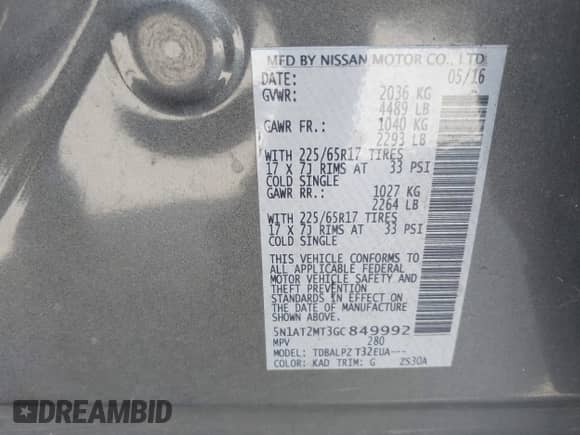 MFD BY NISSAN MOTOR CO., LTD
DATE: 05/16
GVWR: 2036 KG
4489 LB
GAWR FR.: 1040 KG
2293 LB
WITH 225/65R17 TIRES
17 X 7J RIMS AT 33 PSI
COLD SINGLE
GAWR RR.: 1027 KG
2264 LB
WITH 225/65R17 TIRES
17 X 7J RIMS AT 33 PSI
COLD SINGLE
THIS VEHICLE CONFORMS TO
ALL APPLICABLE FEDERAL
MOTOR VEHICLE SAFETY AND
THEFT PREVENTION
STANDARDS IN EFFECT ON
THE DATE OF MANUFACTURE
SHOWN ABOVE.
5N1AT2MT3GC849992
MPV 280
MODEL: TDBALPZ T32EUA---
COLOR: KAD TRIM: G ZS30A
DREAMBID